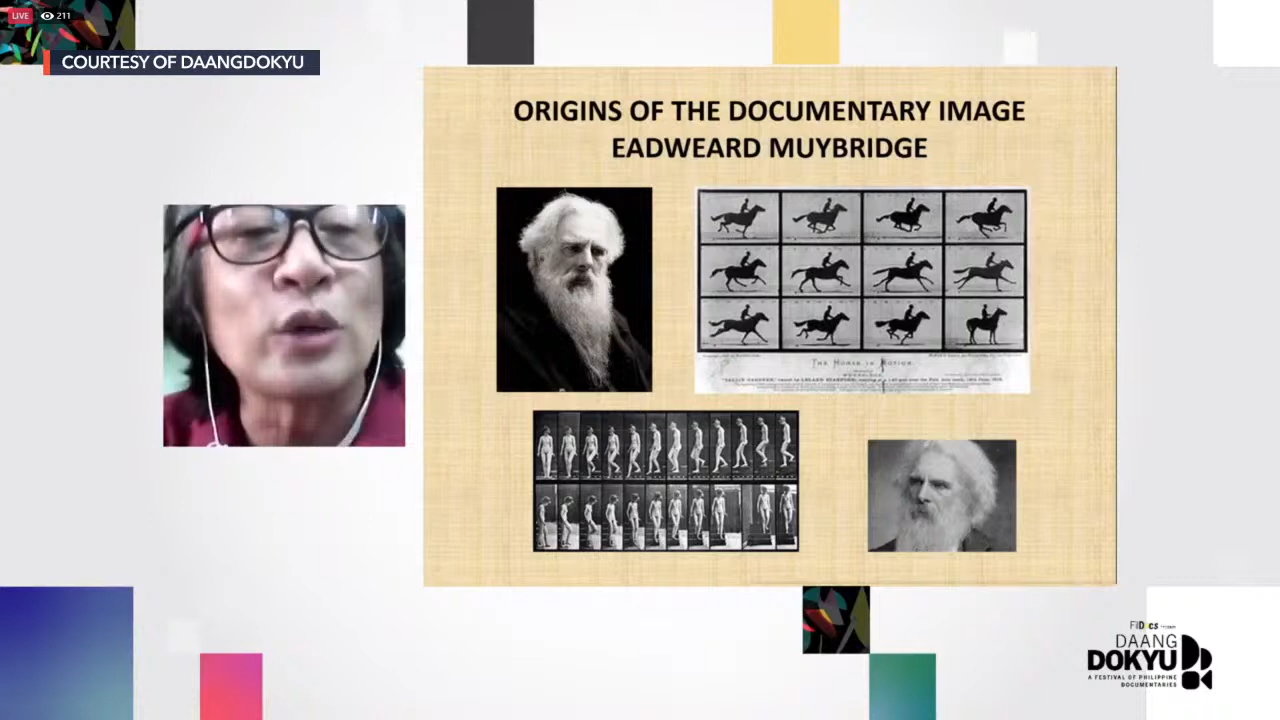 LIVE 211
COURTESY OF DAANGDOKYU
ORIGINS OF THE DOCUMENTARY IMAGE
EADWEARD MUYBRIDGE
THE HORSE IN MOTION
MUYBRIDGE
DAANG
DOKYU
A FESTIVAL OF PHILIPPINE
DOCUMENTARIES